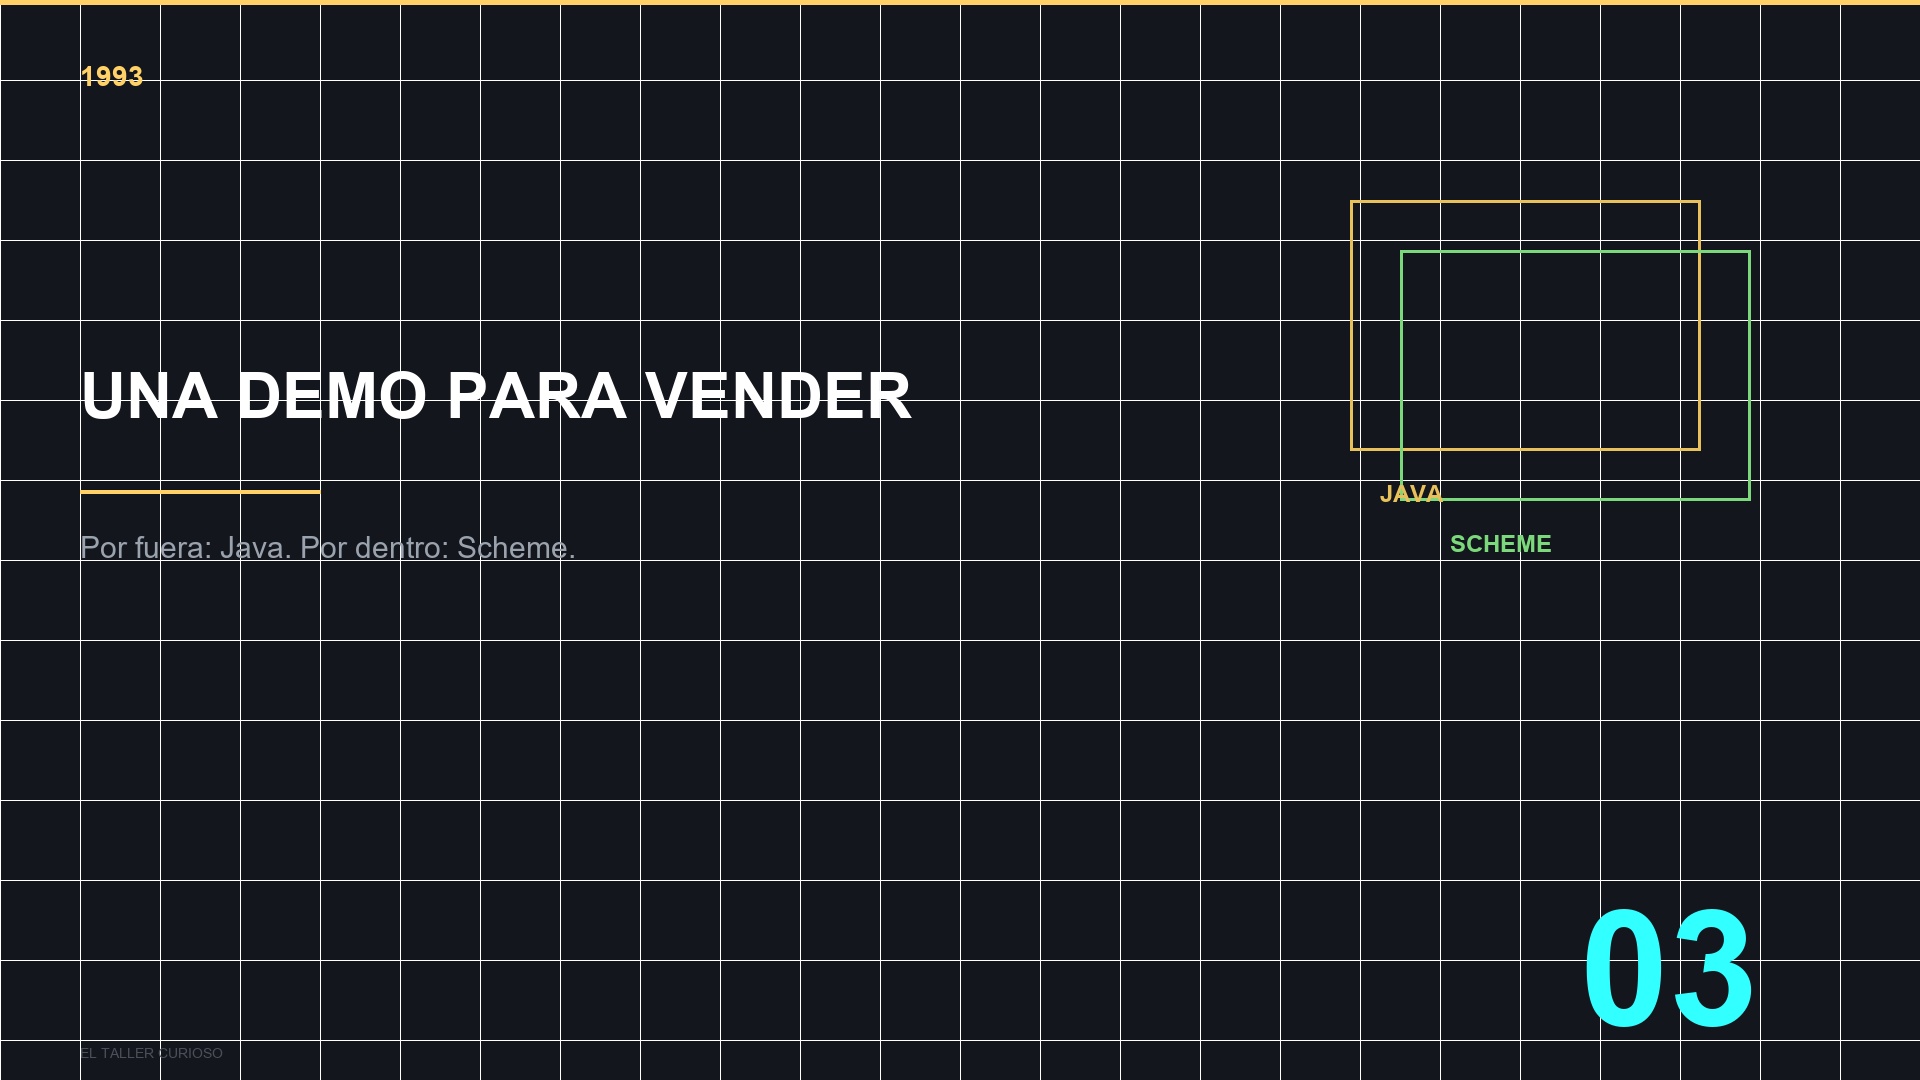 1993
UNA DEMO PARA VENDER
Por fuera: Java. Por dentro: Scheme.
JAVA
SCHEME
03
EL TALLER CURIOSO